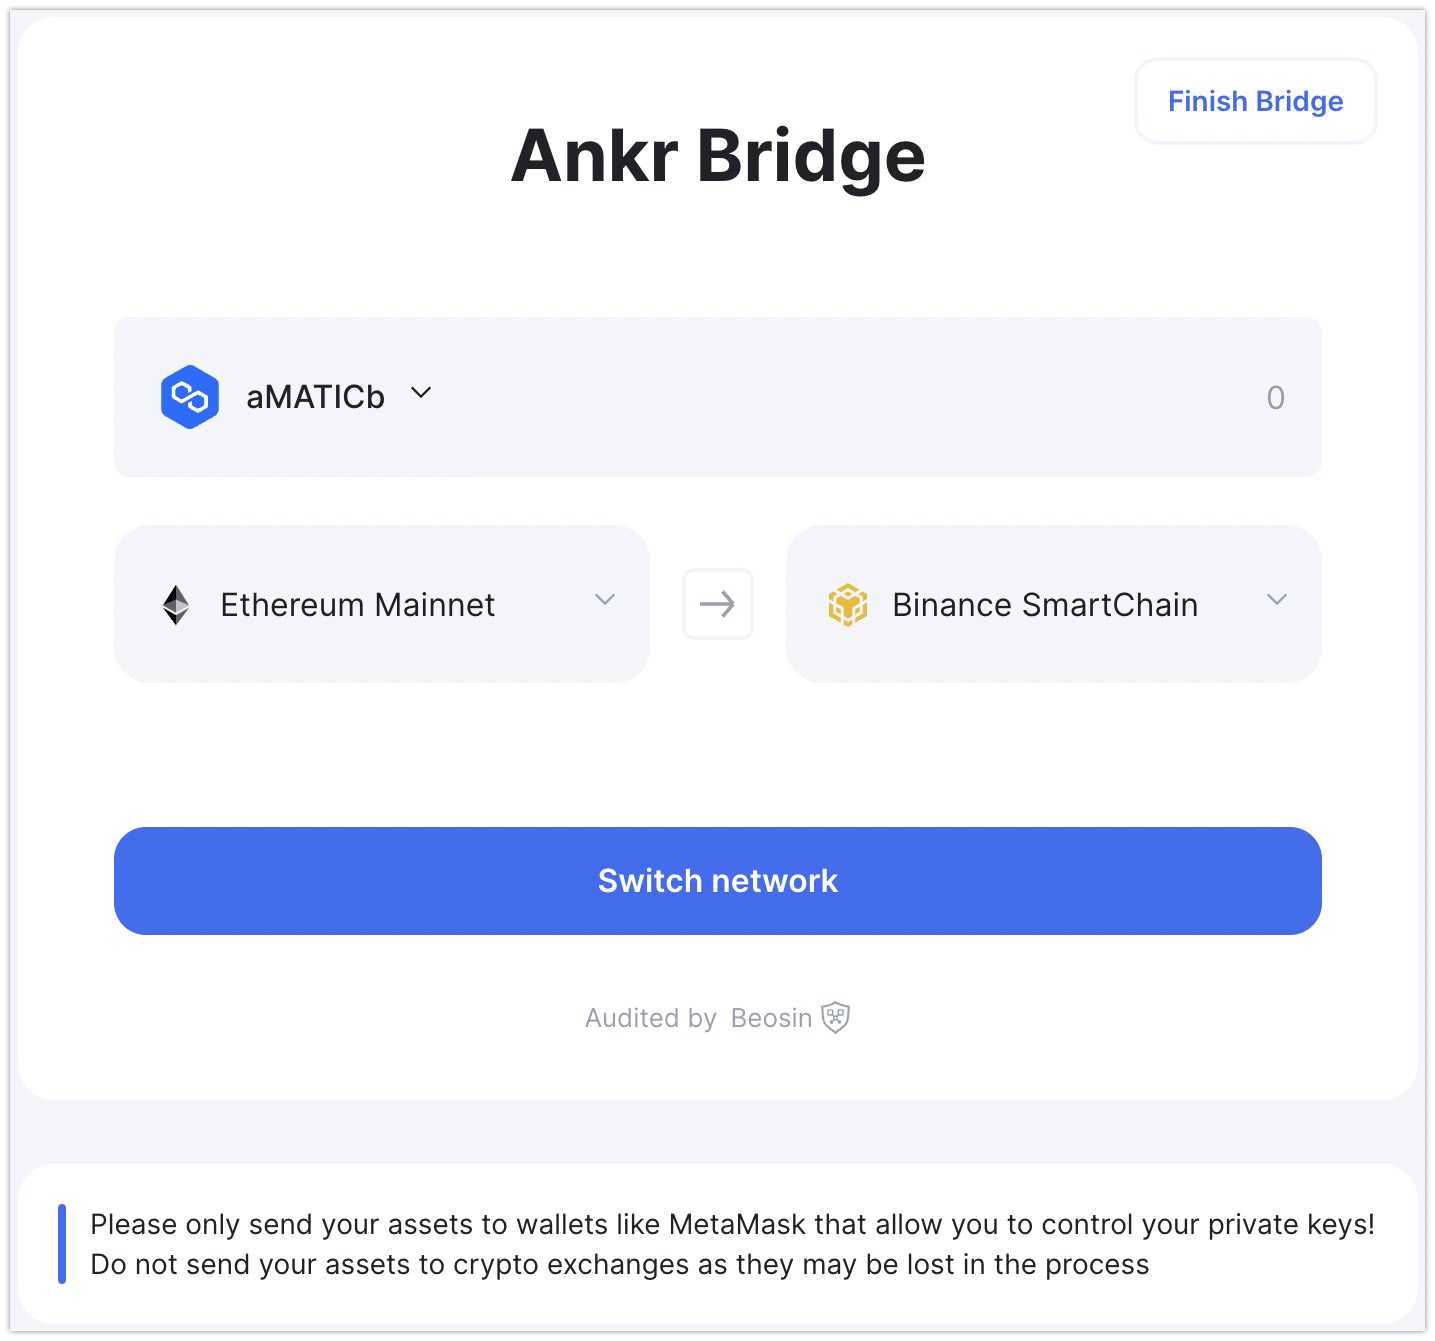 Finish Bridge
Ankr Bridge
aMATICb 0
Ethereum Mainnet
Binance SmartChain
Switch network
Audited by Beosin
Please only send your assets to wallets like MetaMask that allow you to control your private keys!
Do not send your assets to crypto exchanges as they may be lost in the process